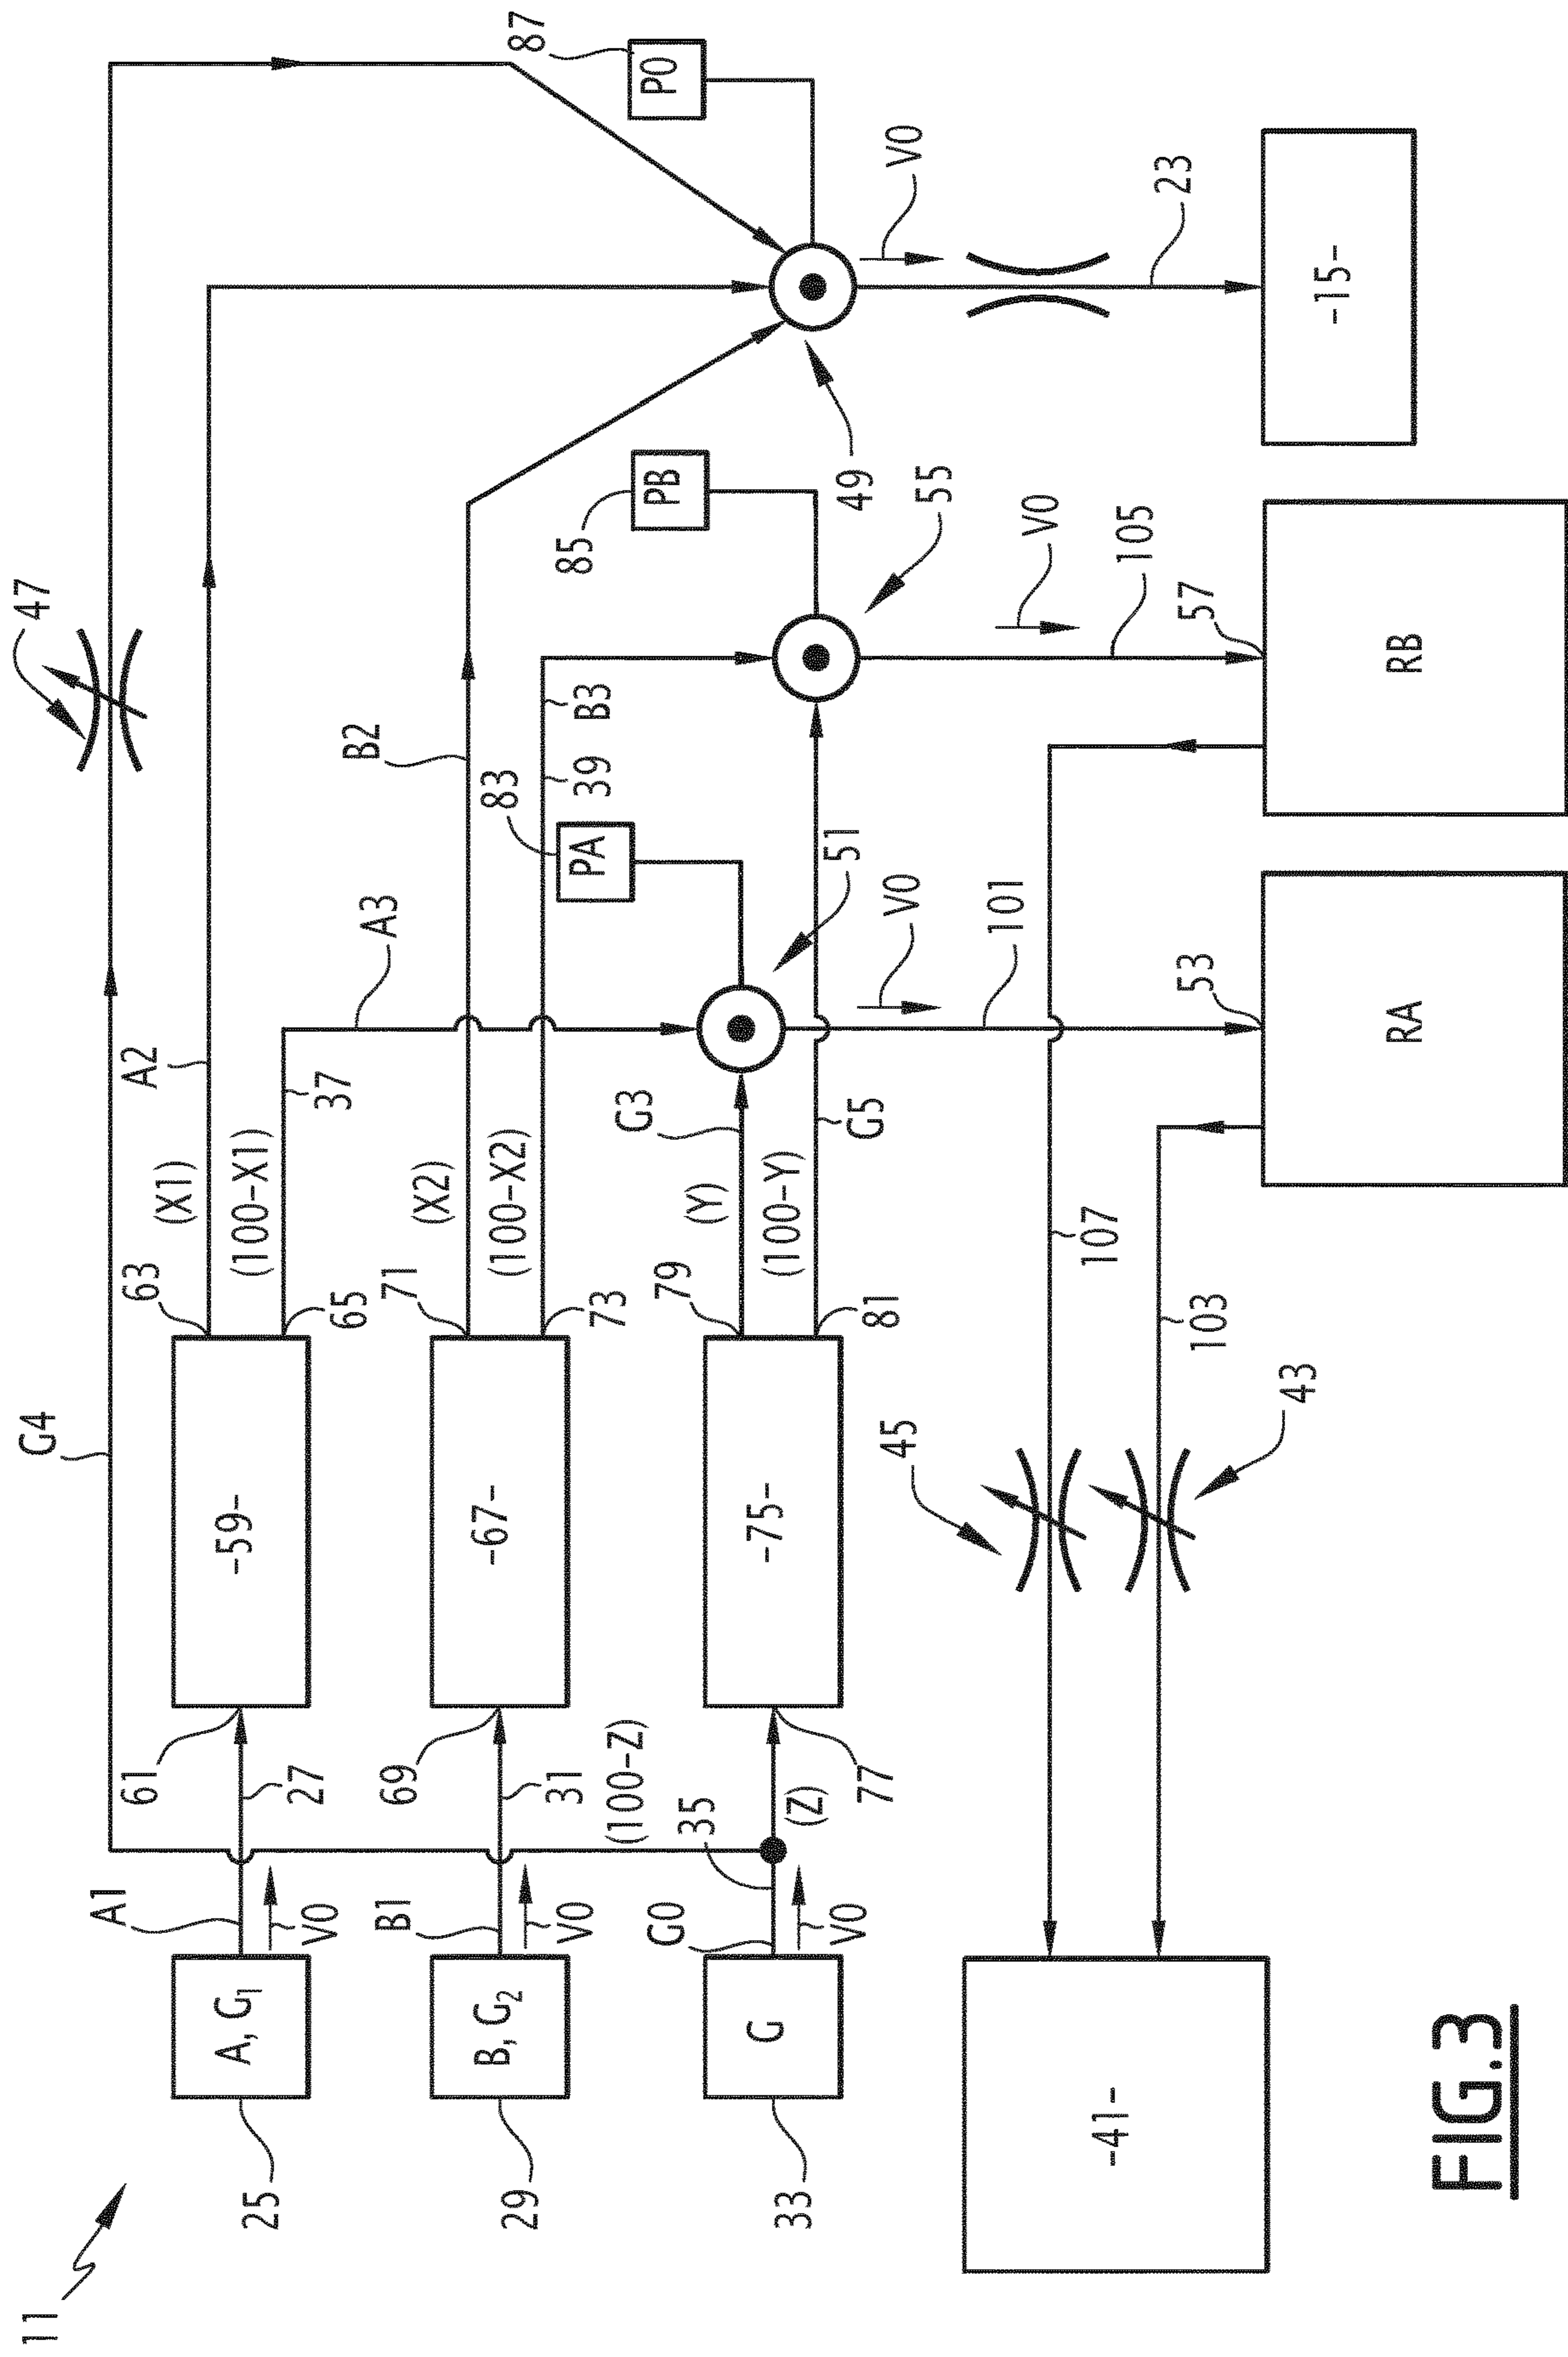 11
25
A, G1
A1
V0
61
27
-59-
63
65
(X1)
(100-X1)
A2
37
A3
G4
47
29
B, G2
B1
V0
69
31
-67-
71
73
(X2)
(100-X2)
B2
39
B3
33
G
G0
V0
35
(100-Z)
(Z)
77
-75-
79
81
(Y)
(100-Y)
G3
G5
83
PA
51
V0
101
53
RA
85
PB
55
V0
105
57
RB
87
P0
49
V0
23
-15-
107
103
45
43
-41-
FIG.3